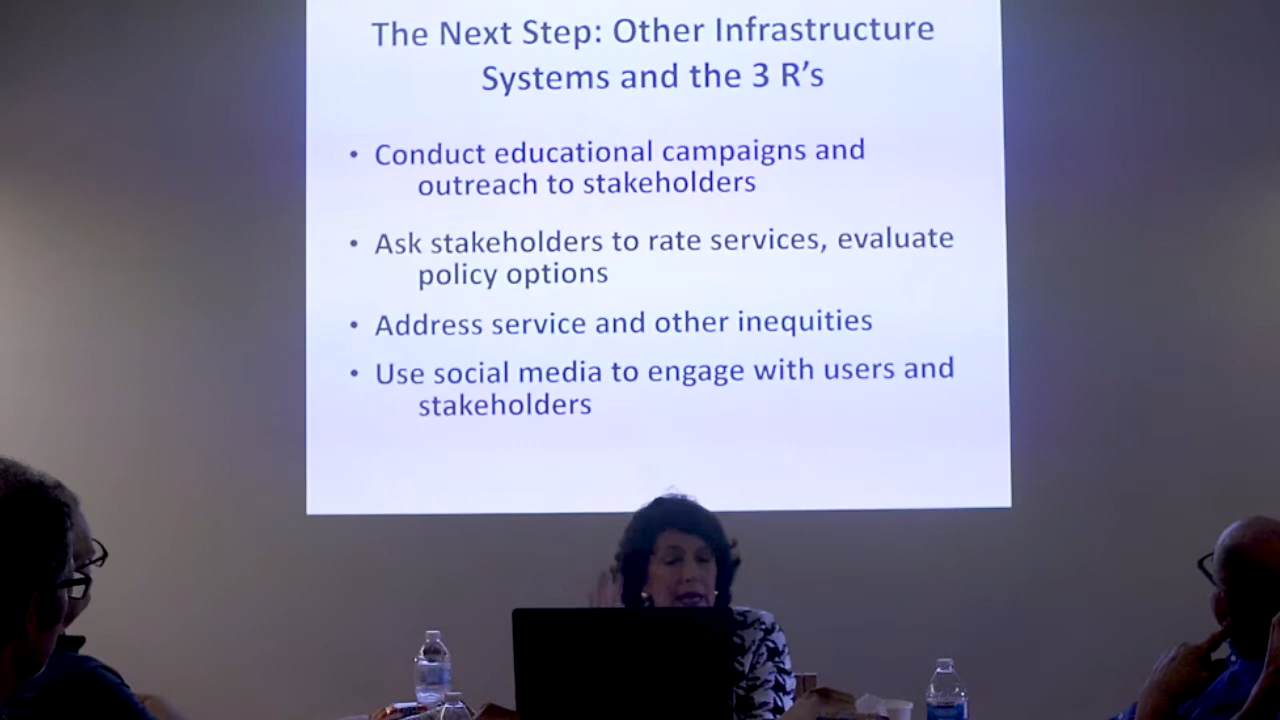 The Next Step: Other Infrastructure
Systems and the 3 R’s
• Conduct educational campaigns and
outreach to stakeholders
• Ask stakeholders to rate services, evaluate
policy options
• Address service and other inequities
• Use social media to engage with users and
stakeholders